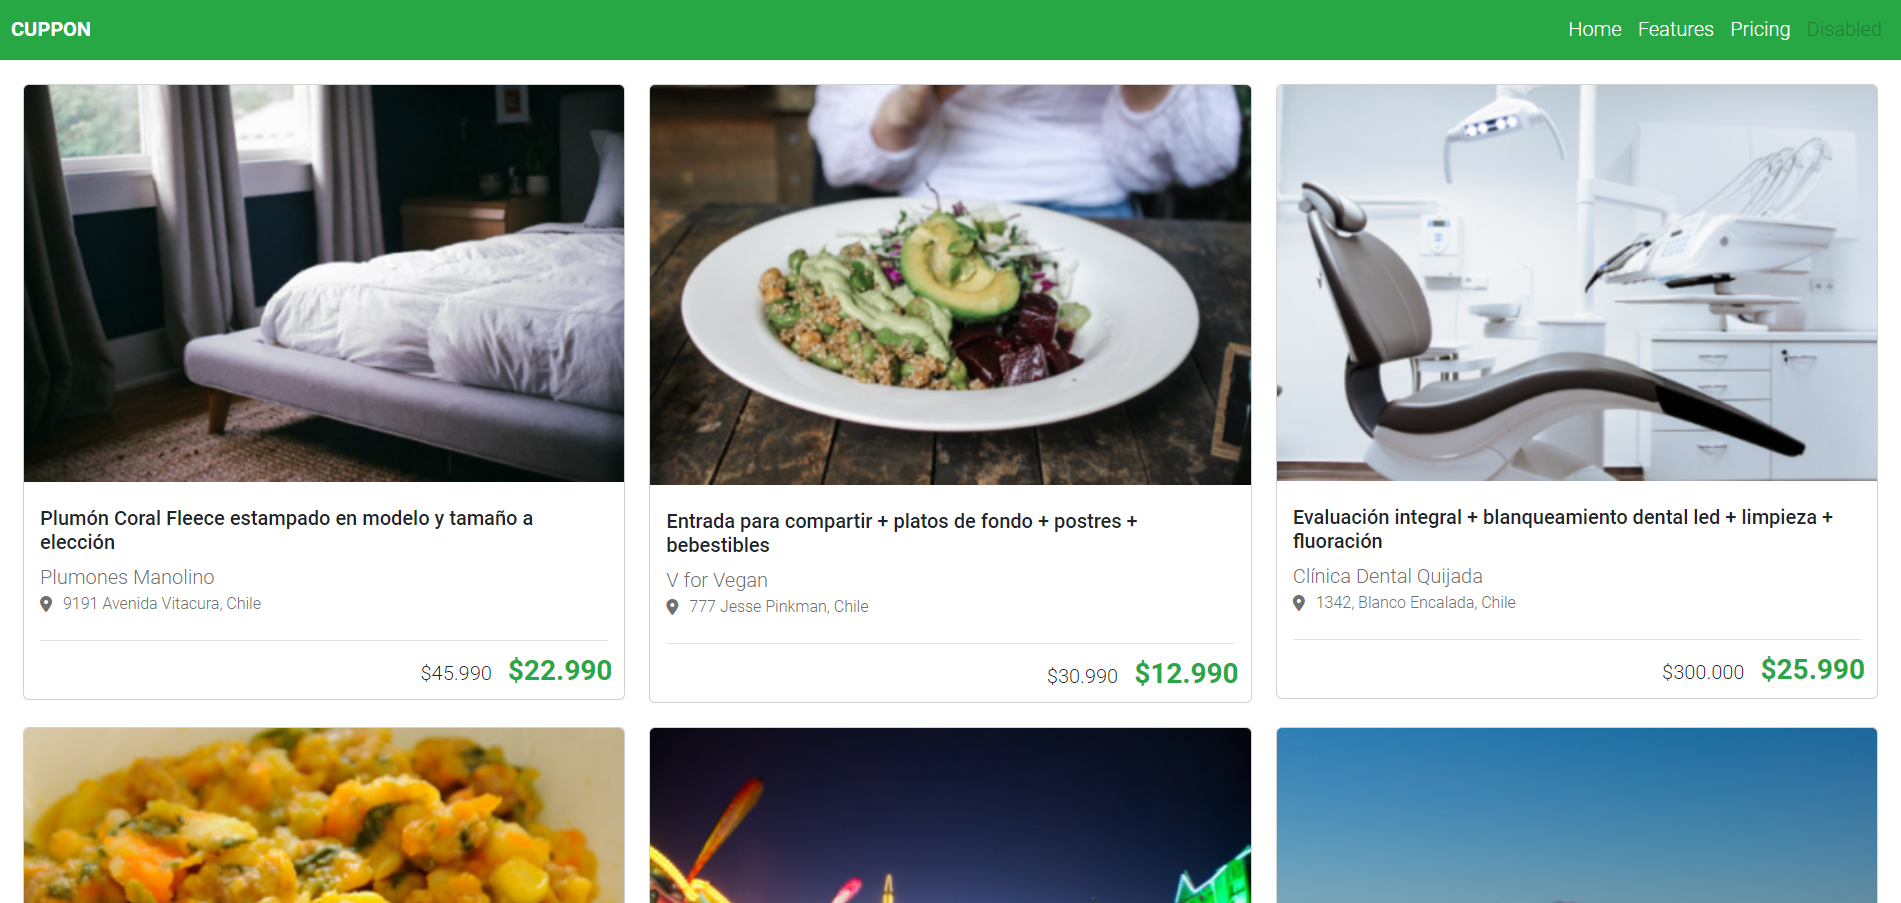 CUPPON
Home Features Pricing Disabled
Plumón Coral Fleece estampado en modelo y tamaño a
elección
Plumones Manolino
9191 Avenida Vitacura, Chile
$45.990 $22.990
Entrada para compartir + platos de fondo + postres +
bebestibles
V for Vegan
777 Jesse Pinkman, Chile
$30.990 $12.990
Evaluación integral + blanqueamiento dental led + limpieza +
fluoración
Clínica Dental Quijada
1342, Blanco Encalada, Chile
$300.000 $25.990